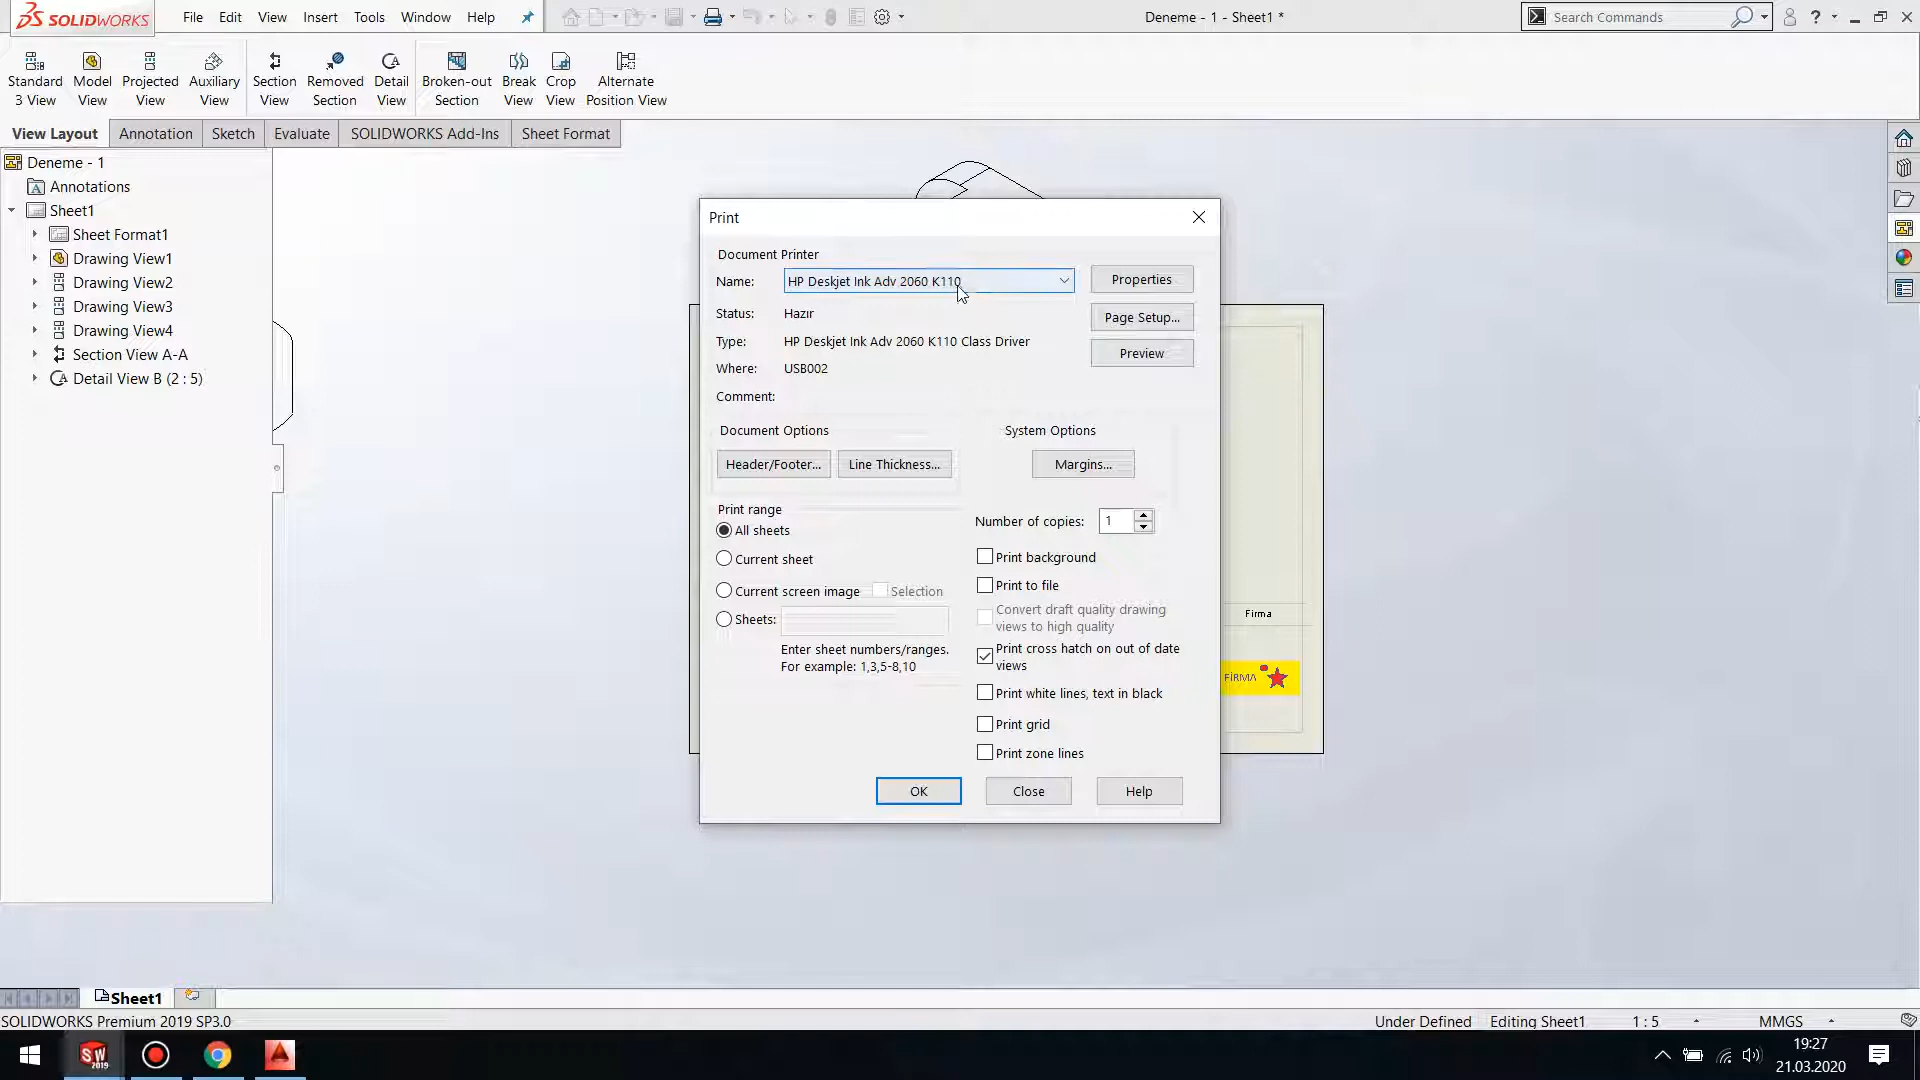 SOLIDWORKS
File Edit View Insert Tools Window Help
Deneme - 1 - Sheet1 *
Search Commands
?
Standard 3 View
Model View
Projected View
Auxiliary View
Section View
Removed Section
Detail View
Broken-out Section
Break View
Crop View
Alternate Position View
View Layout Annotation Sketch Evaluate SOLIDWORKS Add-Ins Sheet Format
Deneme - 1
Annotations
Sheet1
Sheet Format1
Drawing View1
Drawing View2
Drawing View3
Drawing View4
Section View A-A
Detail View B (2 : 5)
Print
Document Printer
Name: HP Deskjet Ink Adv 2060 K110
Properties
Status: Hazır
Page Setup...
Type: HP Deskjet Ink Adv 2060 K110 Class Driver
Preview
Where: USB002
Comment:
Document Options
System Options
Header/Footer... Line Thickness...
Margins...
Print range
All sheets
Current sheet
Current screen image Selection
Sheets:
Enter sheet numbers/ranges.
For example: 1,3,5-8,10
Number of copies: 1
Print background
Print to file
Convert draft quality drawing
views to high quality
Print cross hatch on out of date
views
Print white lines, text in black
Print grid
Print zone lines
OK Close Help
Firma
FİRMA
Sheet1
SOLIDWORKS Premium 2019 SP3.0
Under Defined Editing Sheet1 1 : 5 MMGS
SW 2019
19:27
21.03.2020